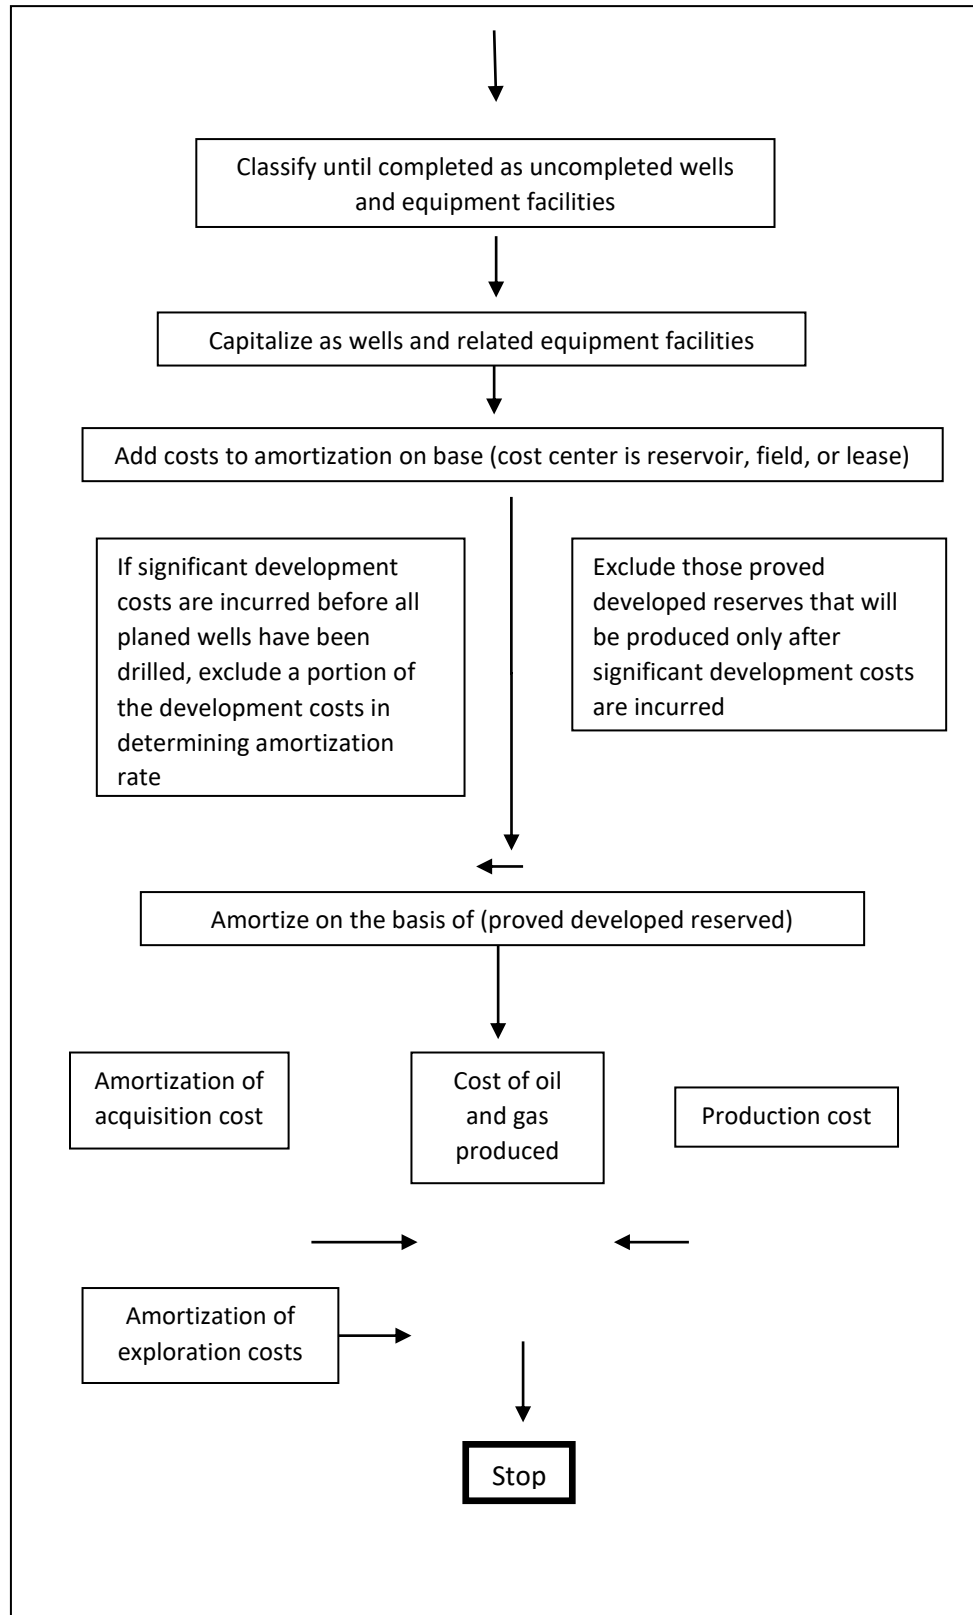 Classify until completed as uncompleted wells
and equipment facilities
Capitalize as wells and related equipment facilities
Add costs to amortization on base (cost center is reservoir, field, or lease)
If significant development
costs are incurred before all
planed wells have been
drilled, exclude a portion of
the development costs in
determining amortization
rate
Exclude those proved
developed reserves that will
be produced only after
significant development costs
are incurred
Amortize on the basis of (proved developed reserved)
Amortization of
acquisition cost
Cost of oil
and gas
produced
Production cost
Amortization of
exploration costs
Stop